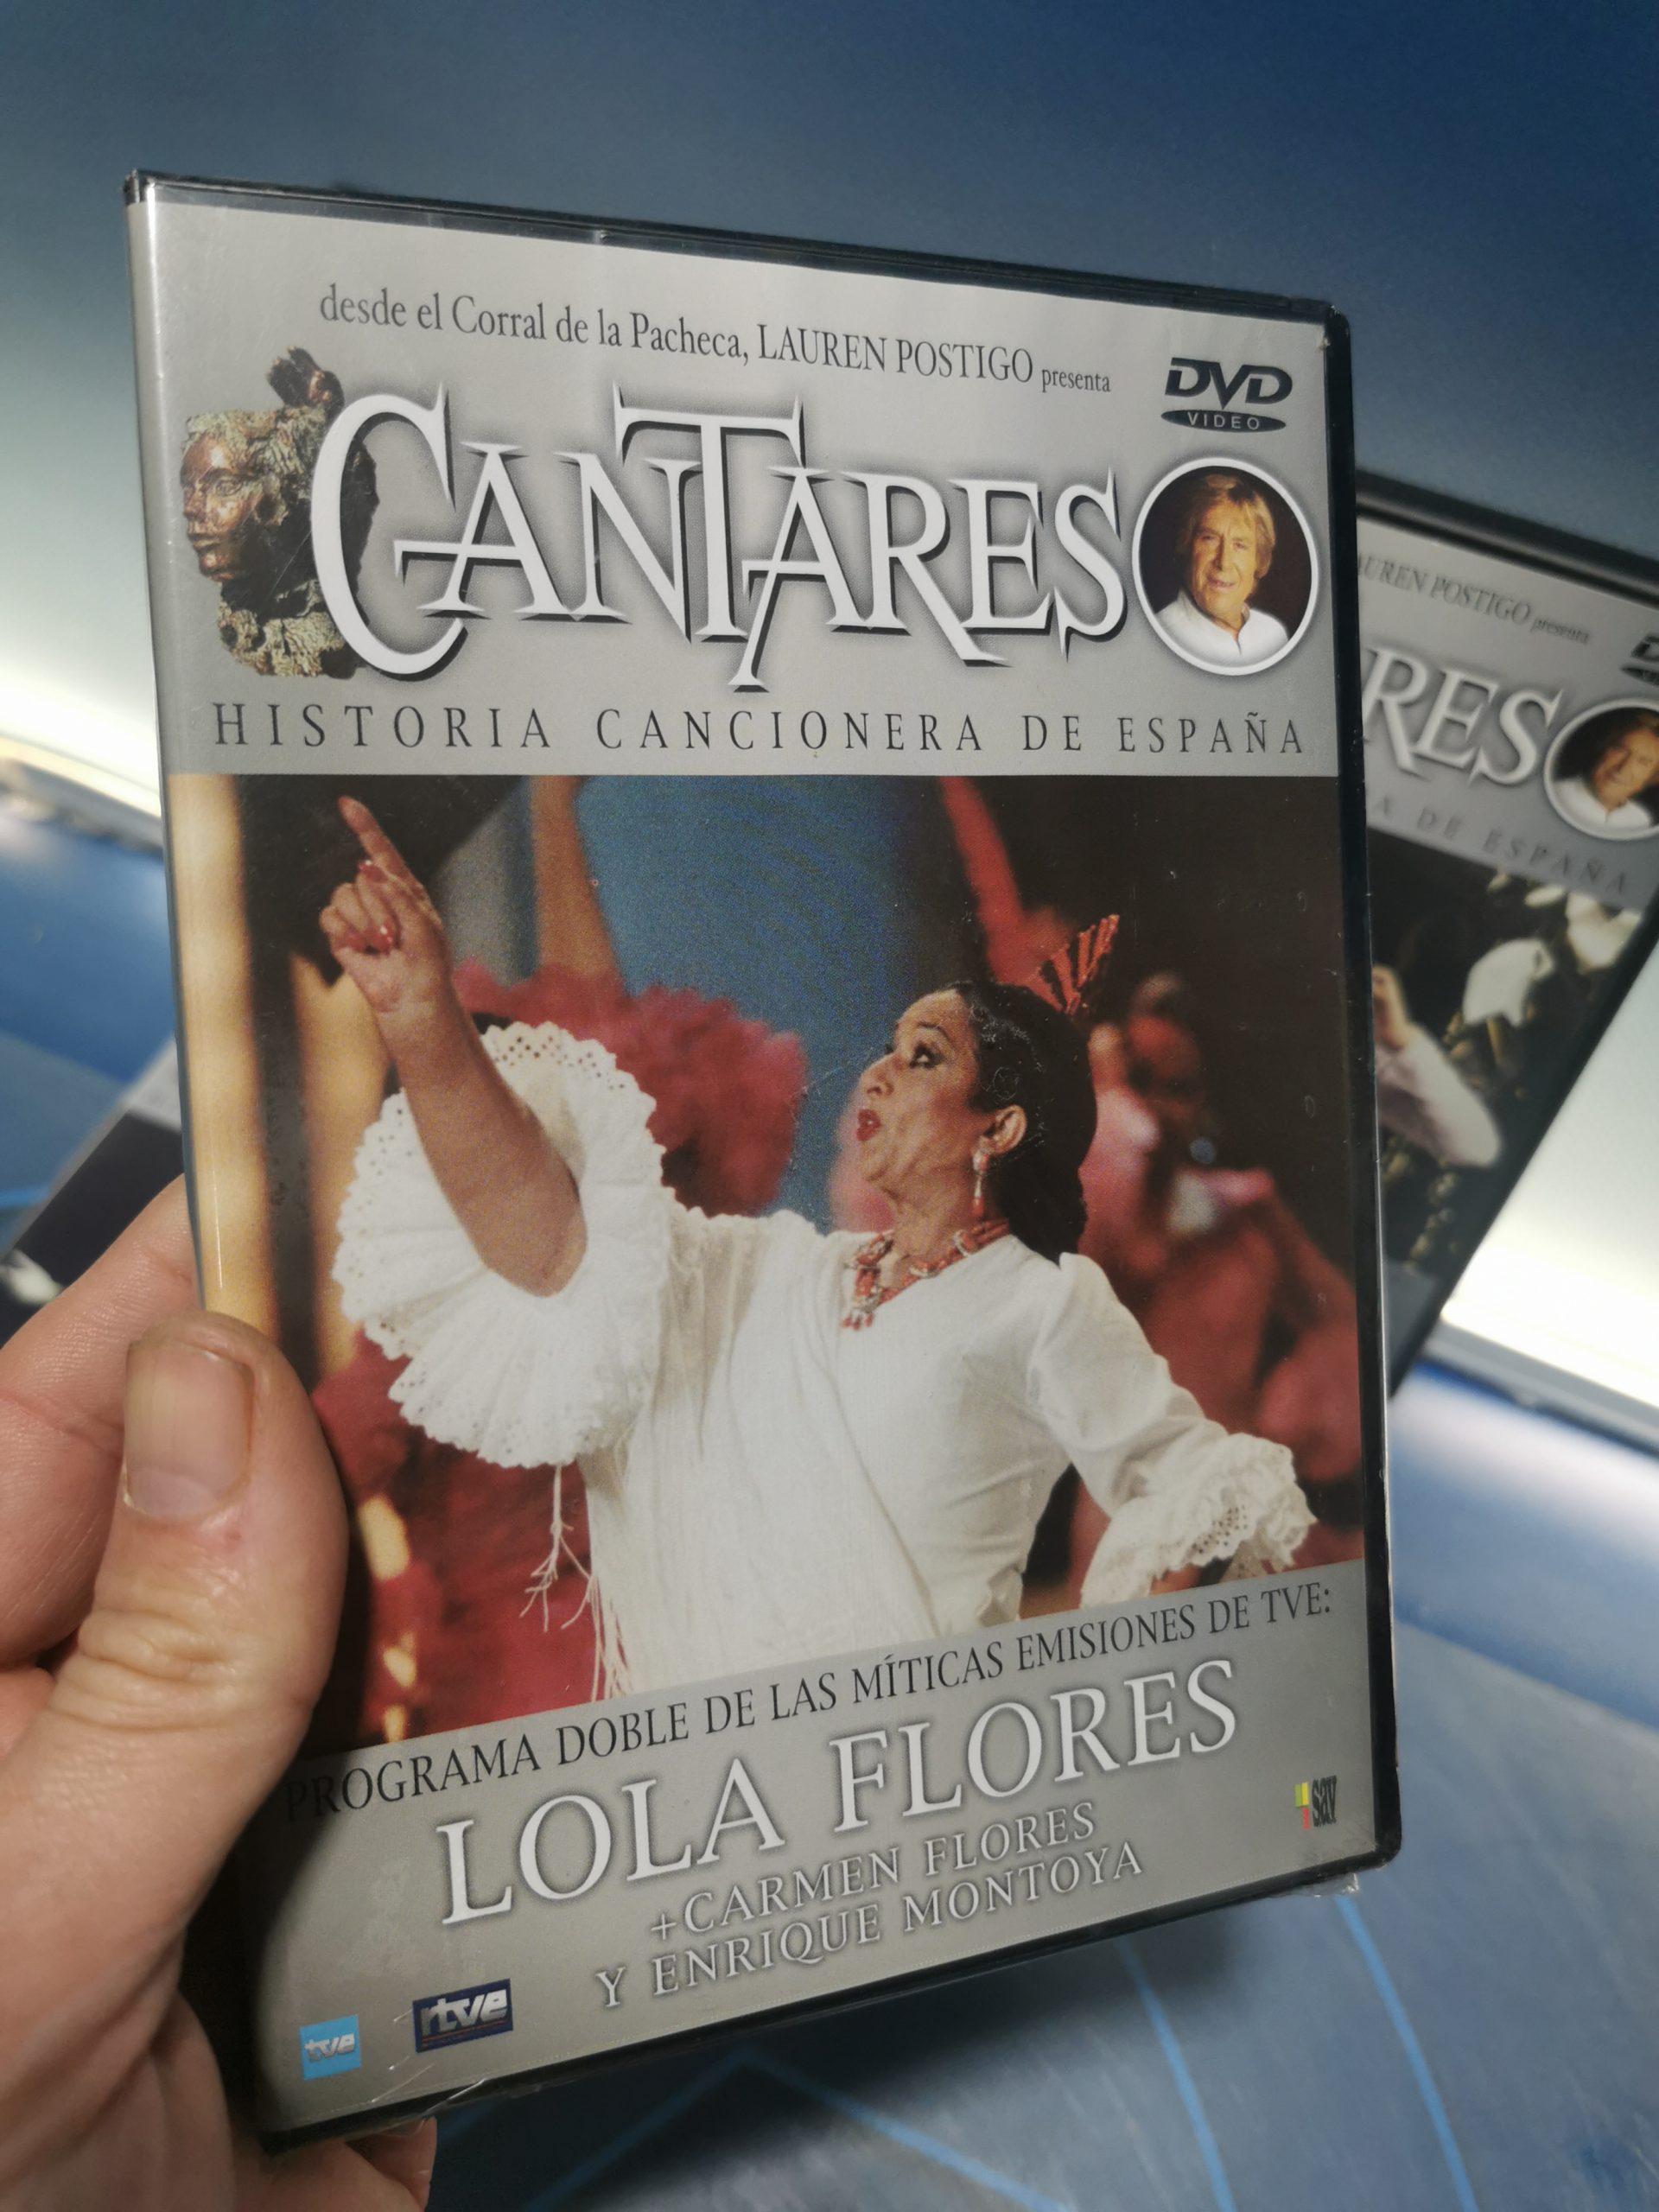 desde el Corral de la Pacheca, LAUREN POSTIGO presenta
DVD
VIDEO
CANTARES
HISTORIA CANCIONERA DE ESPAÑA
PROGRAMA DOBLE DE LAS MÍTICAS EMISIONES DE TVE:
LOLA FLORES
+CARMEN FLORES
Y ENRIQUE MONTOYA
sav
tve
rtve
LAUREN POSTIGO presenta
RES
A DE ESPAÑA